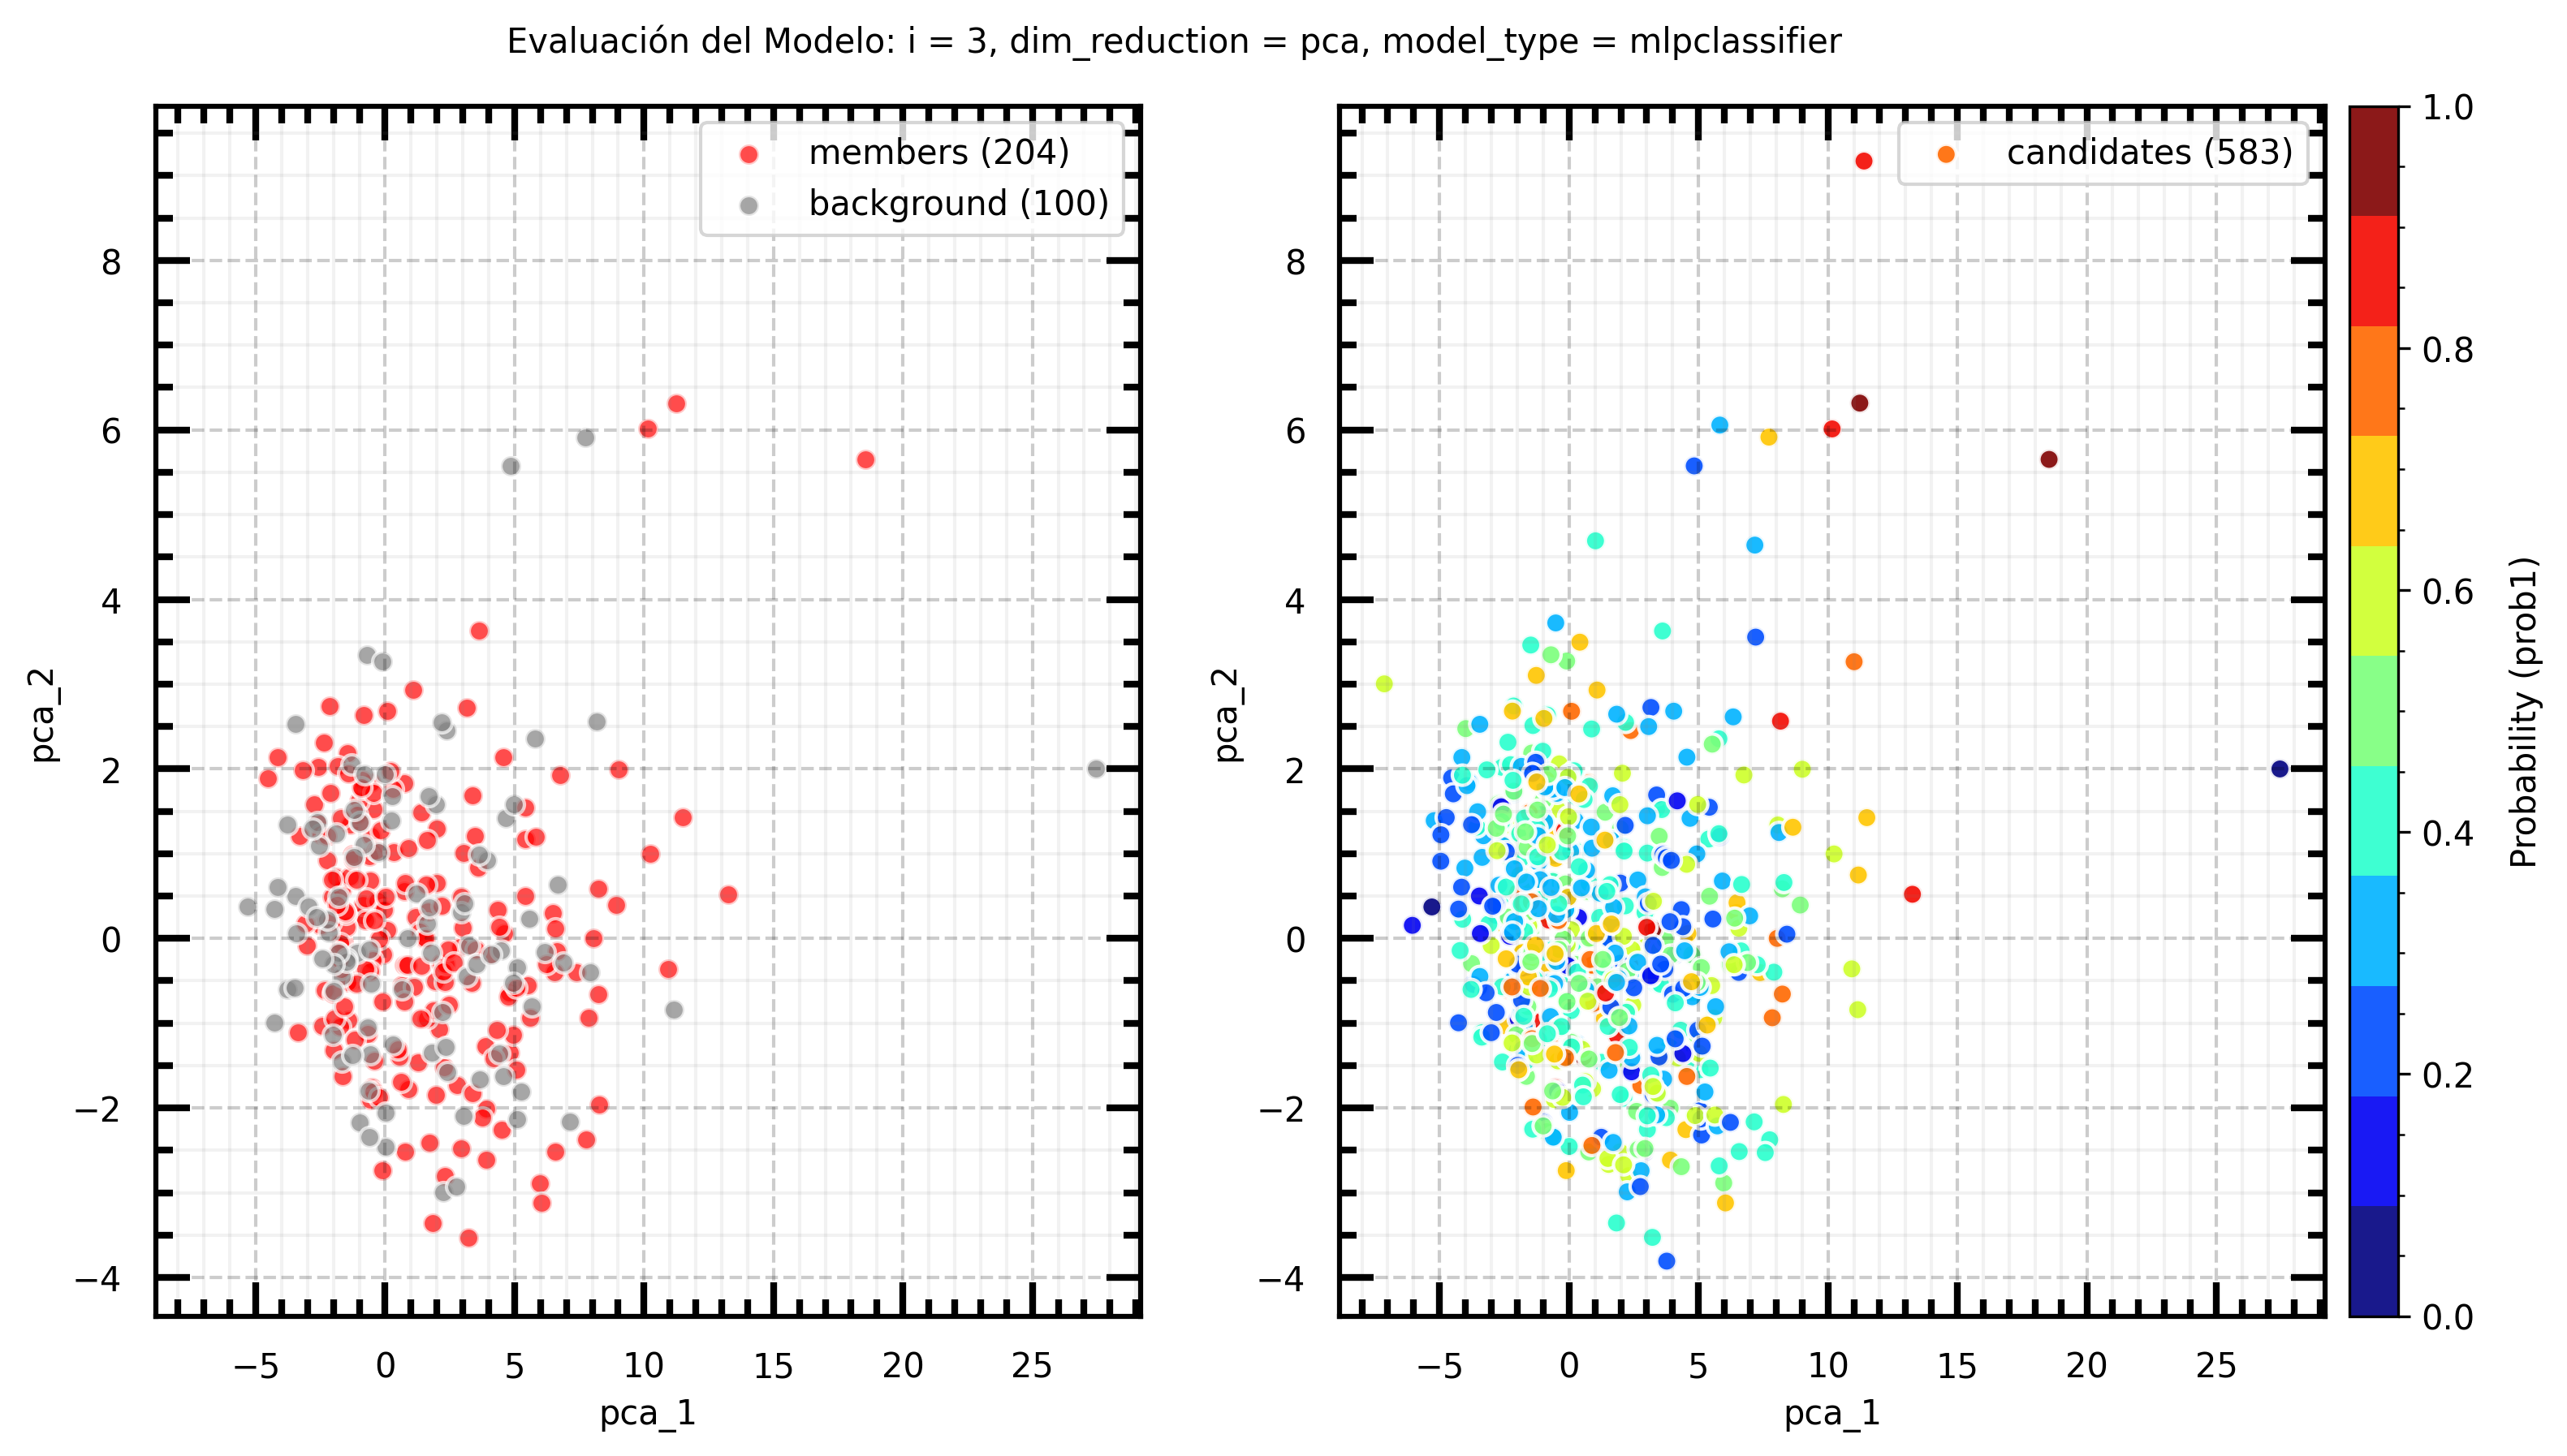 Evaluación del Modelo: i = 3, dim_reduction = pca, model_type = mlpclassifier
members (204)
background (100)
8
6
4
2
0
−2
−4
pca_2
−5 0 5 10 15 20 25
pca_1
candidates (583)
8
6
4
2
0
−2
−4
pca_2
−5 0 5 10 15 20 25
pca_1
1.0
0.8
0.6
0.4
0.2
0.0
Probability (prob1)